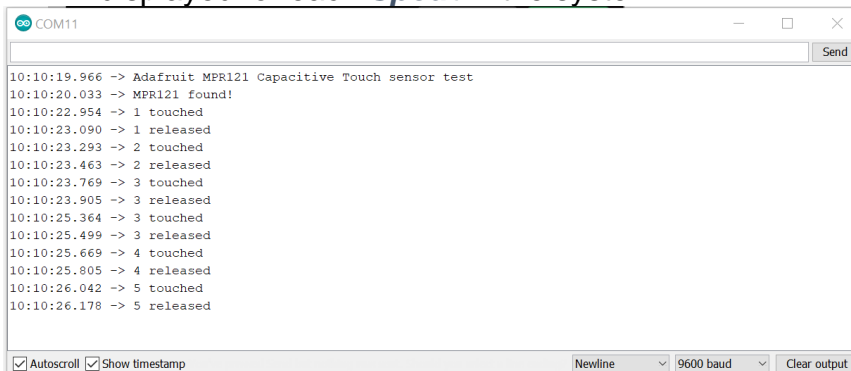 COM11
Send
10:10:19.966 -> Adafruit MPR121 Capacitive Touch sensor test
10:10:20.033 -> MPR121 found!
10:10:22.954 -> 1 touched
10:10:23.090 -> 1 released
10:10:23.293 -> 2 touched
10:10:23.463 -> 2 released
10:10:23.769 -> 3 touched
10:10:23.905 -> 3 released
10:10:25.364 -> 3 touched
10:10:25.499 -> 3 released
10:10:25.669 -> 4 touched
10:10:25.805 -> 4 released
10:10:26.042 -> 5 touched
10:10:26.178 -> 5 released
Autoscroll Show timestamp Newline 9600 baud Clear output